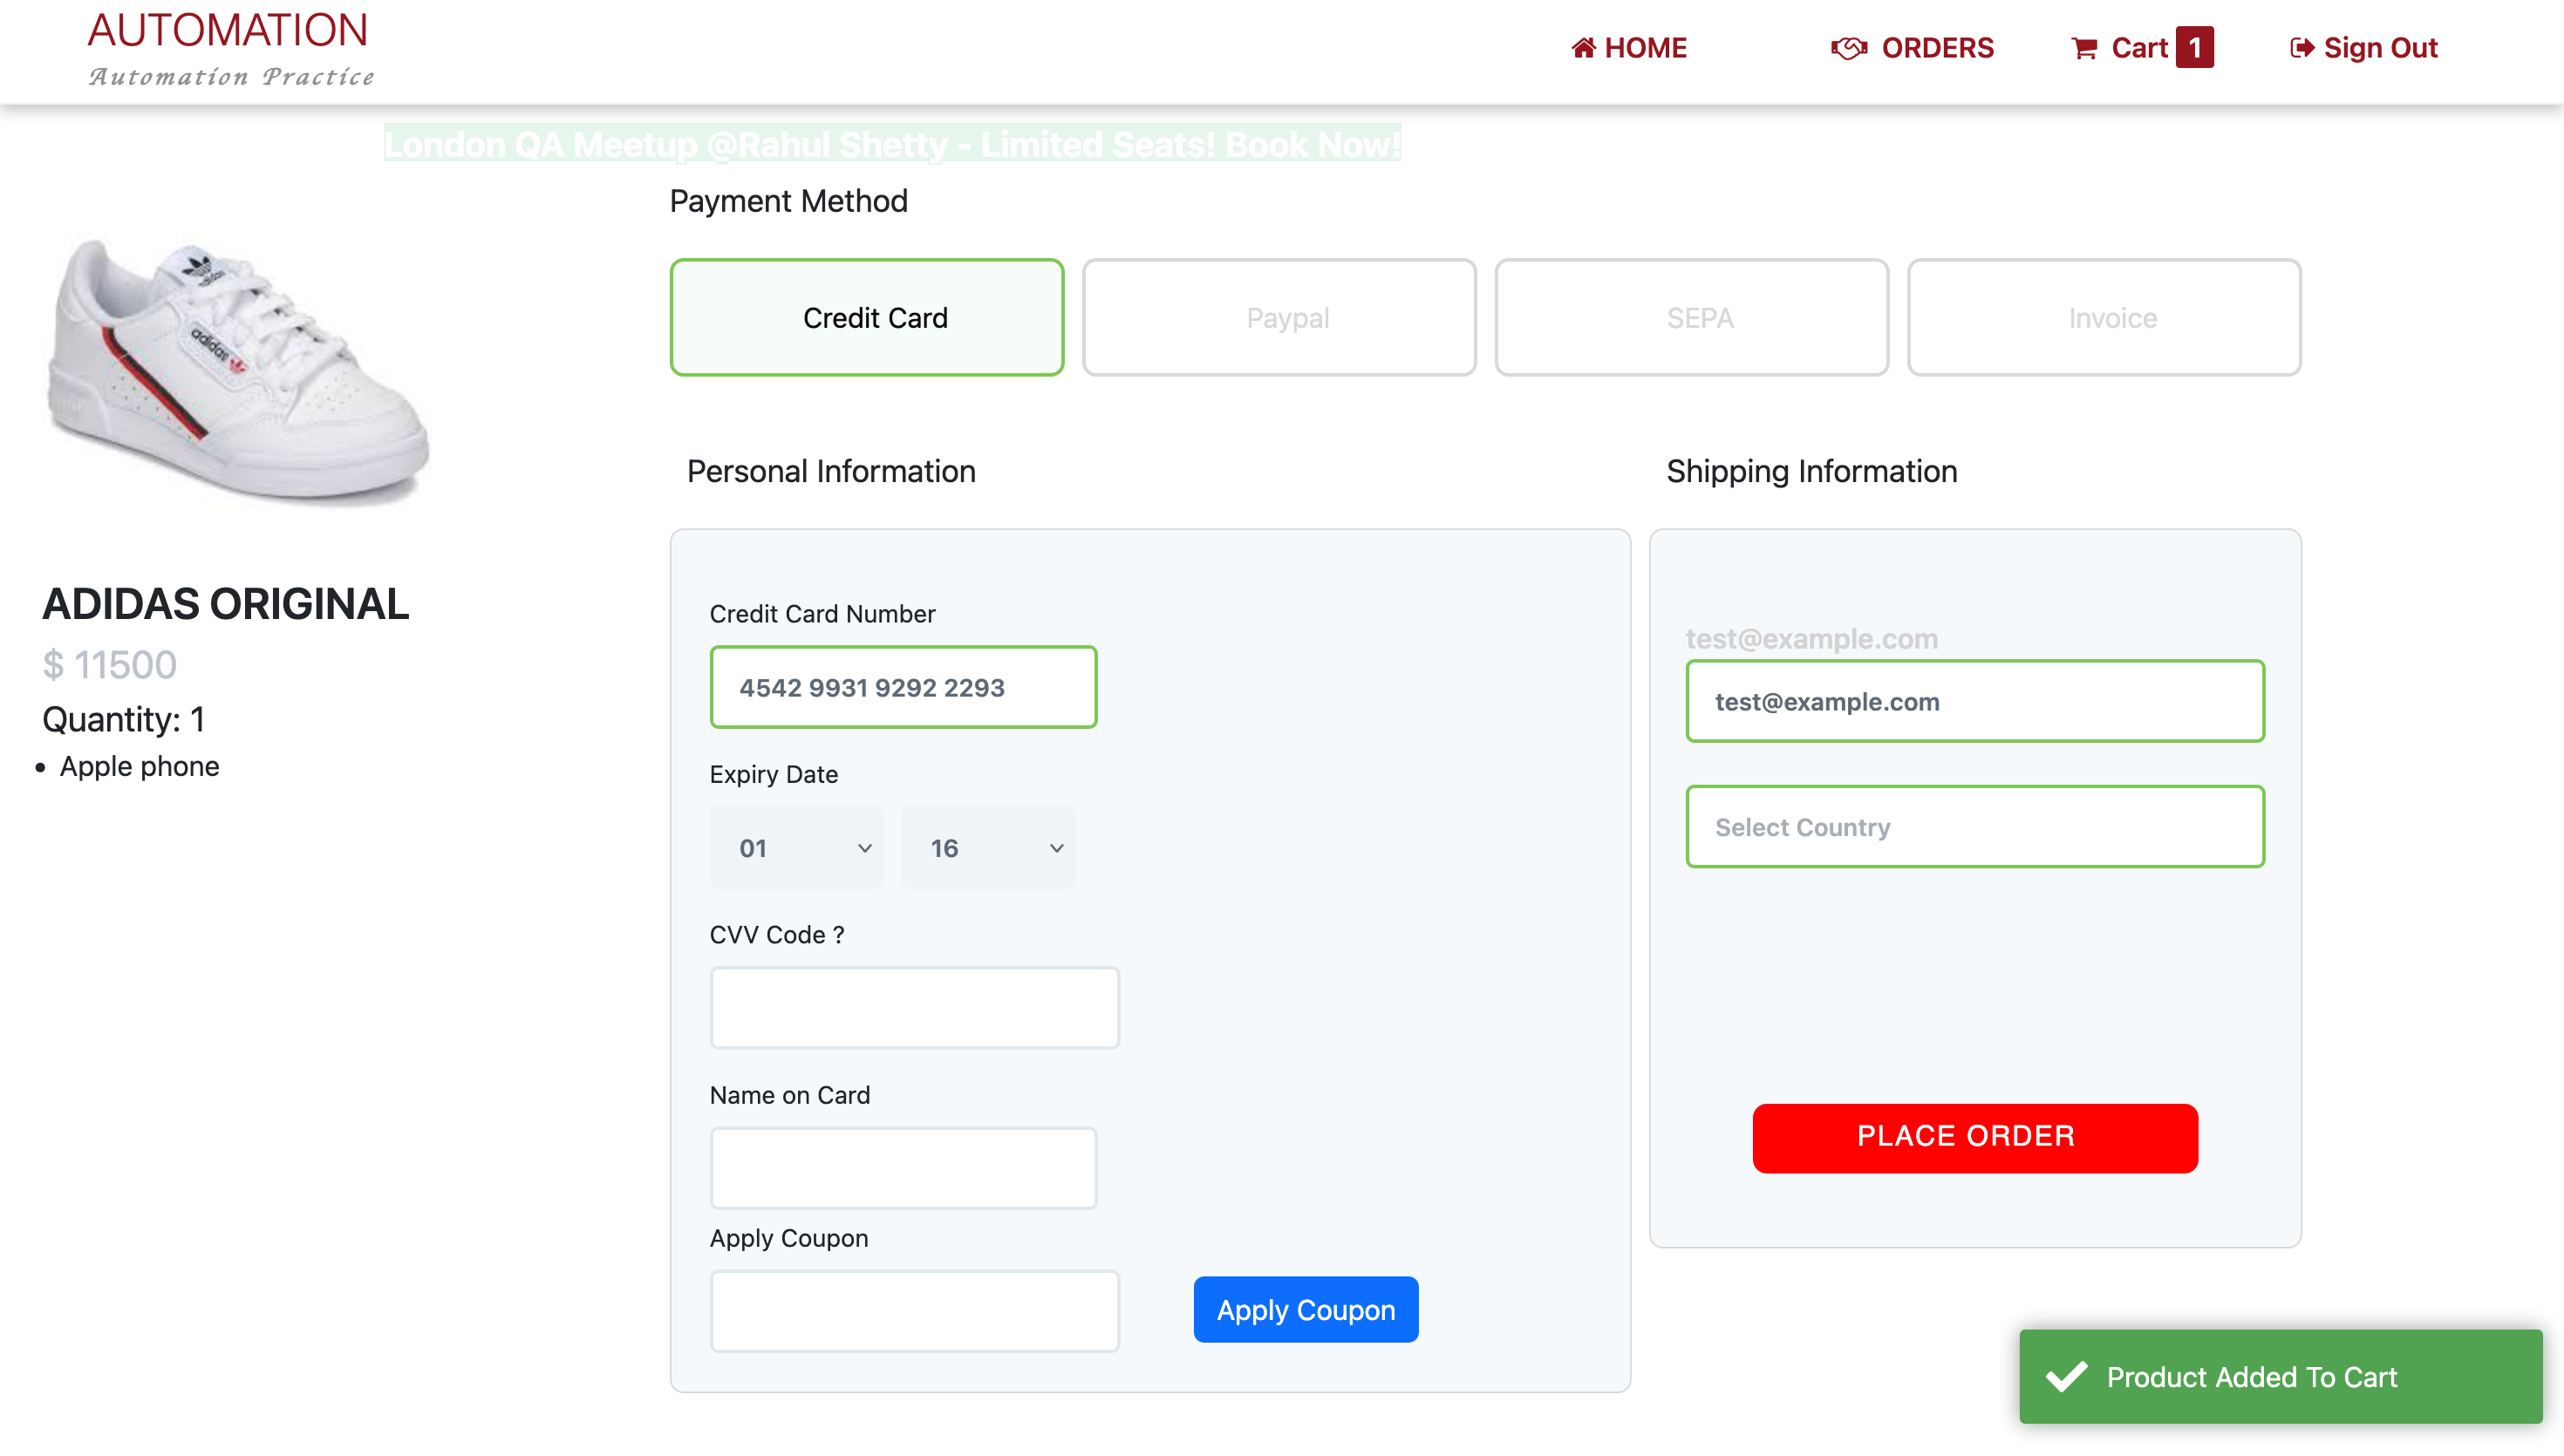 AUTOMATION
Automation Practice
HOME
ORDERS
Cart 1
Sign Out
London QA Meetup @Rahul Shetty - Limited Seats! Book Now!
adidas
adidas
ADIDAS ORIGINAL
$ 11500
Quantity: 1
• Apple phone
Payment Method
Credit Card
Paypal
SEPA
Invoice
Personal Information
Credit Card Number
4542 9931 9292 2293
Expiry Date
01 16
CVV Code ?
Name on Card
Apply Coupon
Apply Coupon
Shipping Information
test@example.com
test@example.com
Select Country
PLACE ORDER
Product Added To Cart